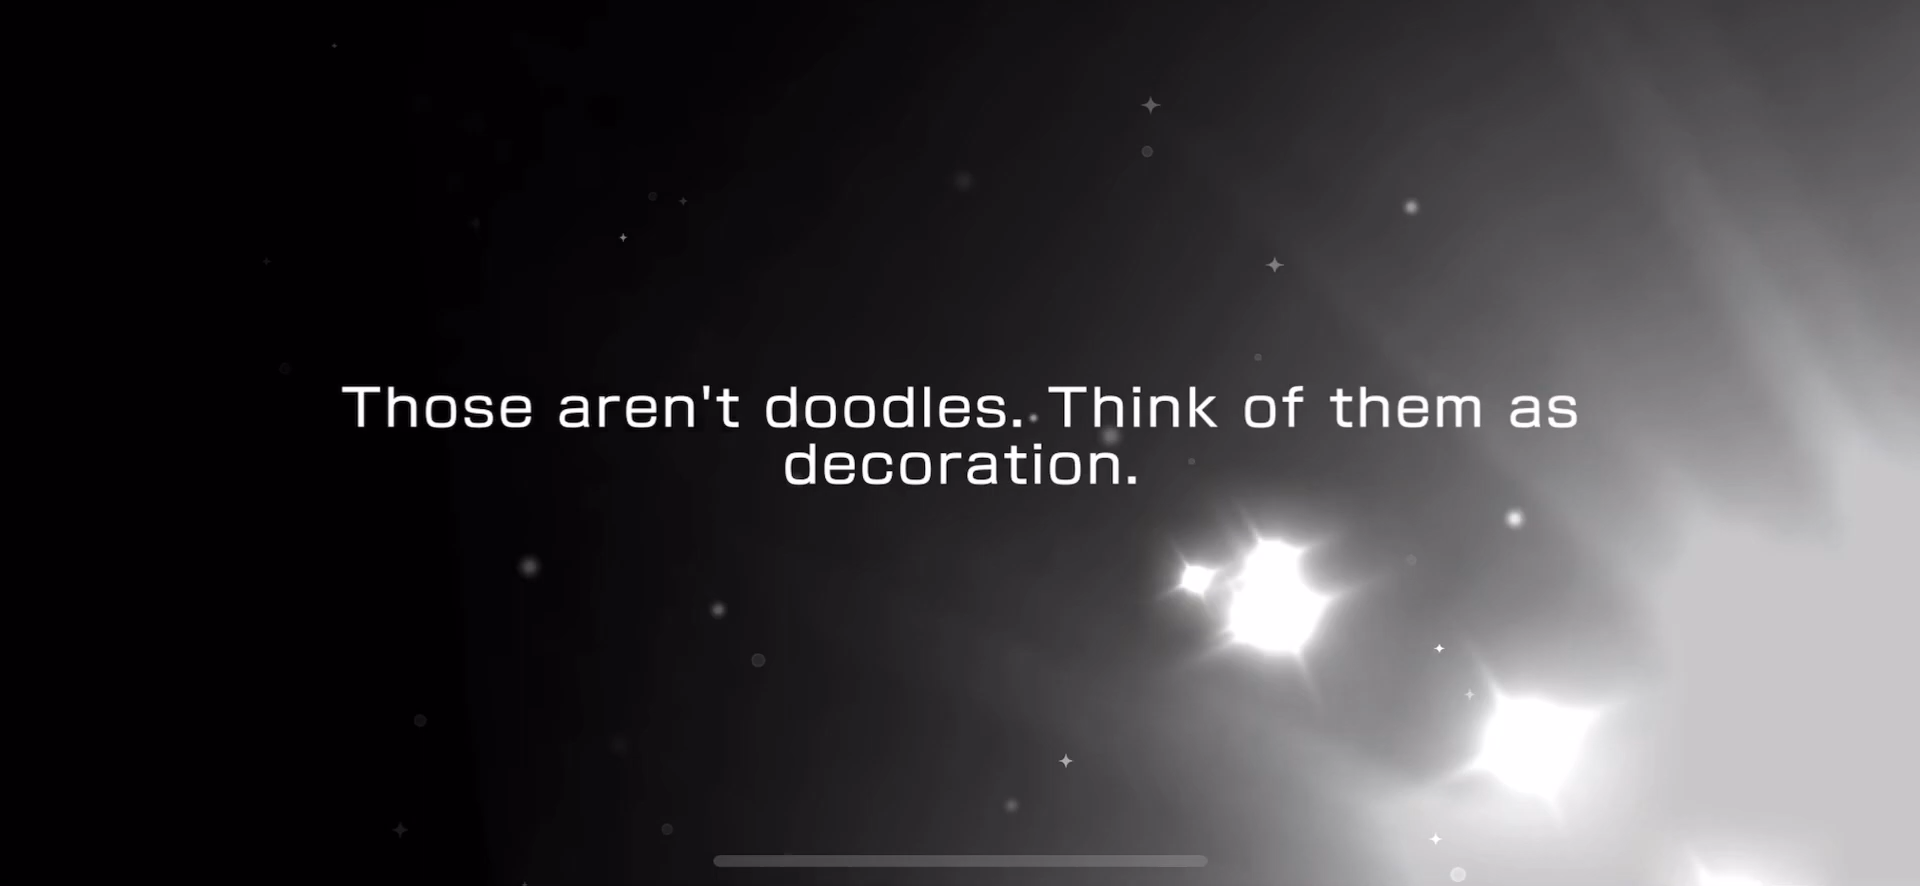 Those aren't doodles. Think of them as
decoration.